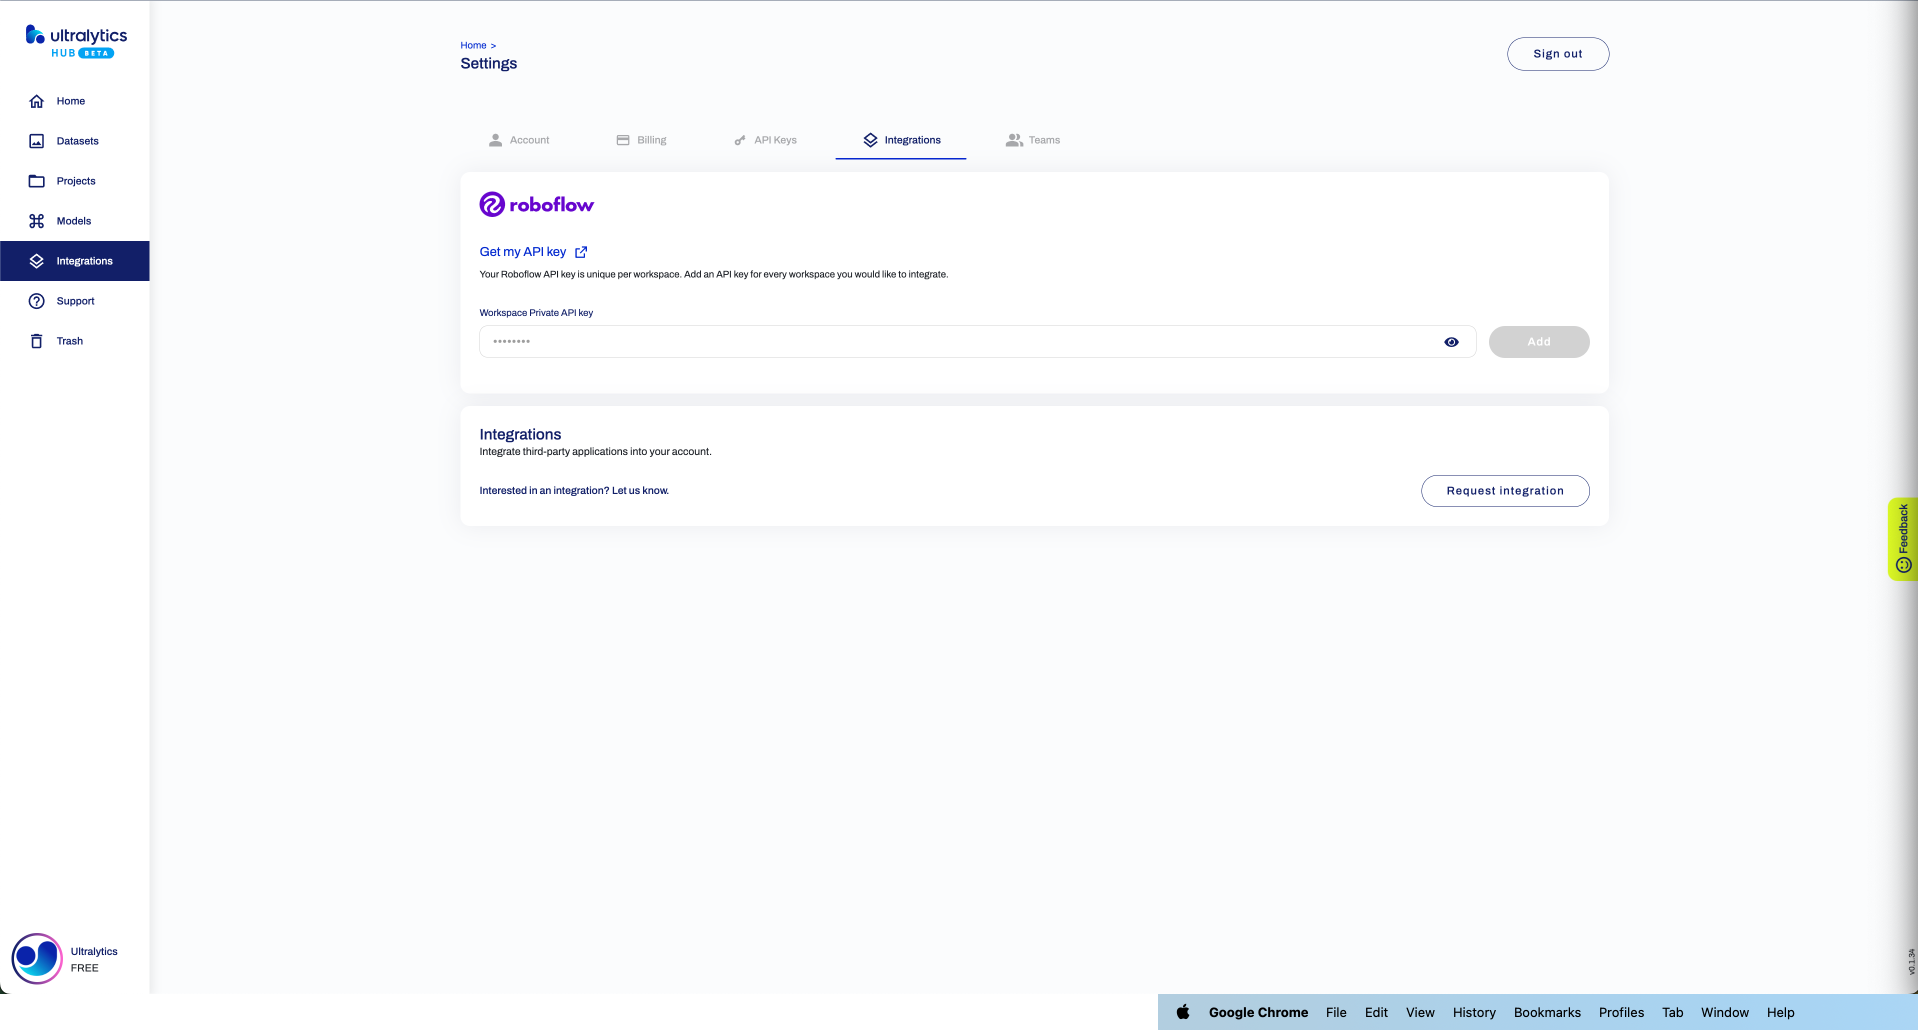 ultralytics
HUB BETA
Home
Datasets
Projects
Models
Integrations
Support
Trash
Ultralytics
FREE
Home >
Settings
Sign out
Account
Billing
API Keys
Integrations
Teams
roboflow
Get my API key
Your Roboflow API key is unique per workspace. Add an API key for every workspace you would like to integrate.
Workspace Private API key
••••••••
Add
Integrations
Integrate third-party applications into your account.
Interested in an integration? Let us know.
Request integration
Feedback
v0.1.34
Google Chrome File Edit View History Bookmarks Profiles Tab Window Help